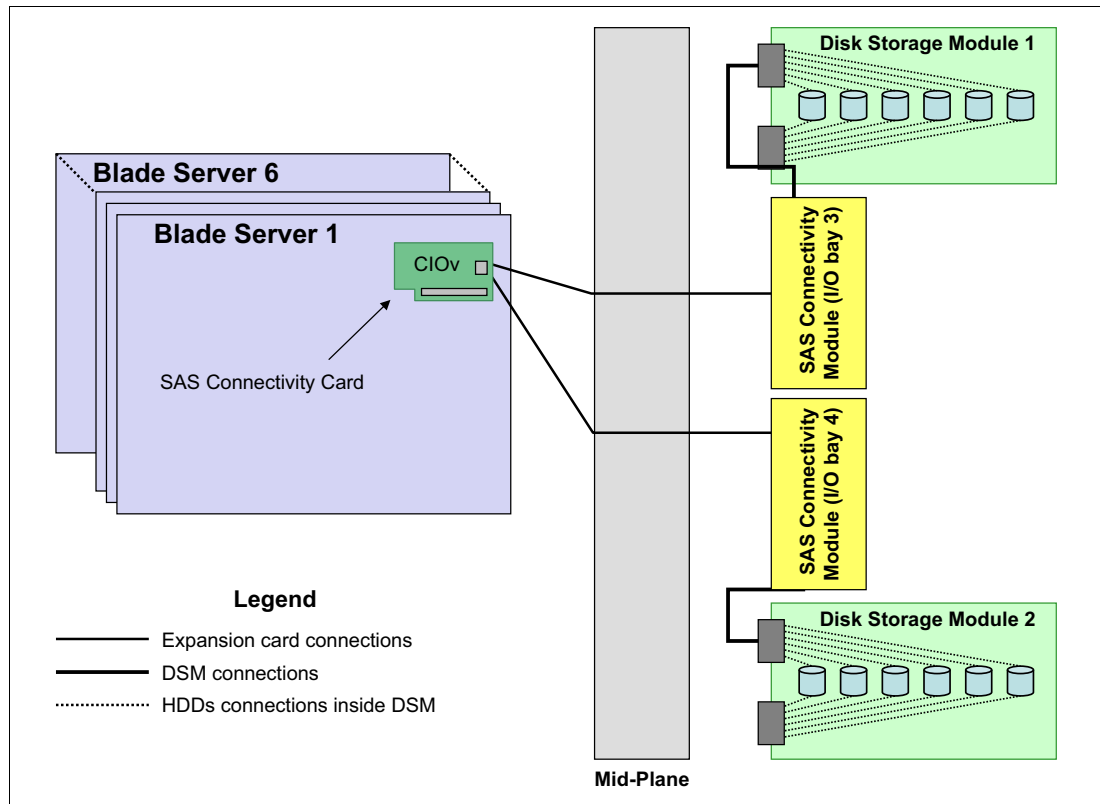 Disk Storage Module 1
Blade Server 6
Blade Server 1
CIOv
SAS Connectivity Card
SAS Connectivity
Module (I/O bay 3)
SAS Connectivity
Module (I/O bay 4)
Disk Storage Module 2
Legend
Expansion card connections
DSM connections
HDDs connections inside DSM
Mid-Plane